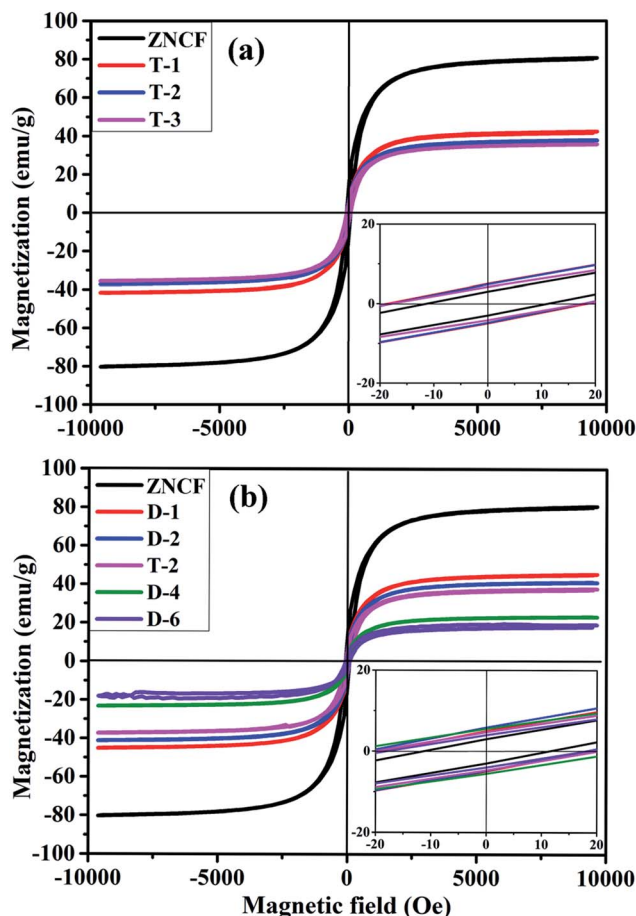 (a)
ZNCF
T-1
T-2
T-3
Magnetization (emu/g)
100
80
60
40
20
0
-20
-40
-60
-80
-100
-10000 -5000 0 5000 10000
20
0
-20
-20 -10 0 10 20
(b)
ZNCF
D-1
D-2
T-2
D-4
D-6
Magnetization (emu/g)
100
80
60
40
20
0
-20
-40
-60
-80
-100
-10000 -5000 0 5000 10000
20
0
-20
-20 -10 0 10 20
Magnetic field (Oe)